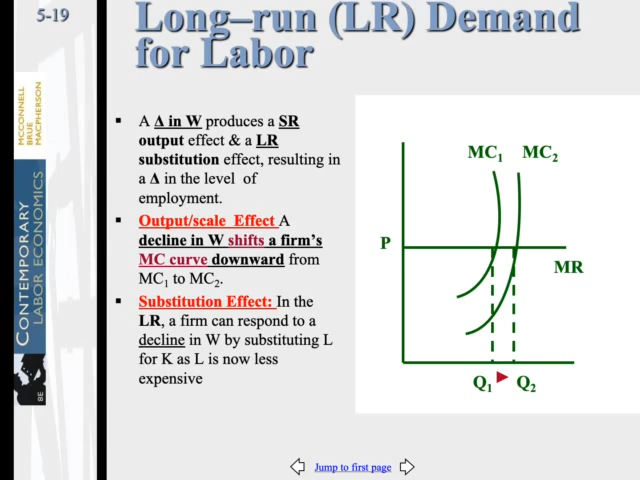 5-19
Long–run (LR) Demand
for Labor
MCCONNELL
BRUE
MACPHERSON
CONTEMPORARY
LABOR ECONOMICS
8E
▪ A Δ in W produces a SR
output effect & a LR
substitution effect, resulting in
a Δ in the level of
employment.
▪ Output/scale Effect A
decline in W shifts a firm’s
MC curve downward from
MC1 to MC2.
▪ Substitution Effect: In the
LR, a firm can respond to a
decline in W by substituting L
for K as L is now less
expensive
MC1 MC2
P
MR
Q1 Q2
Jump to first page